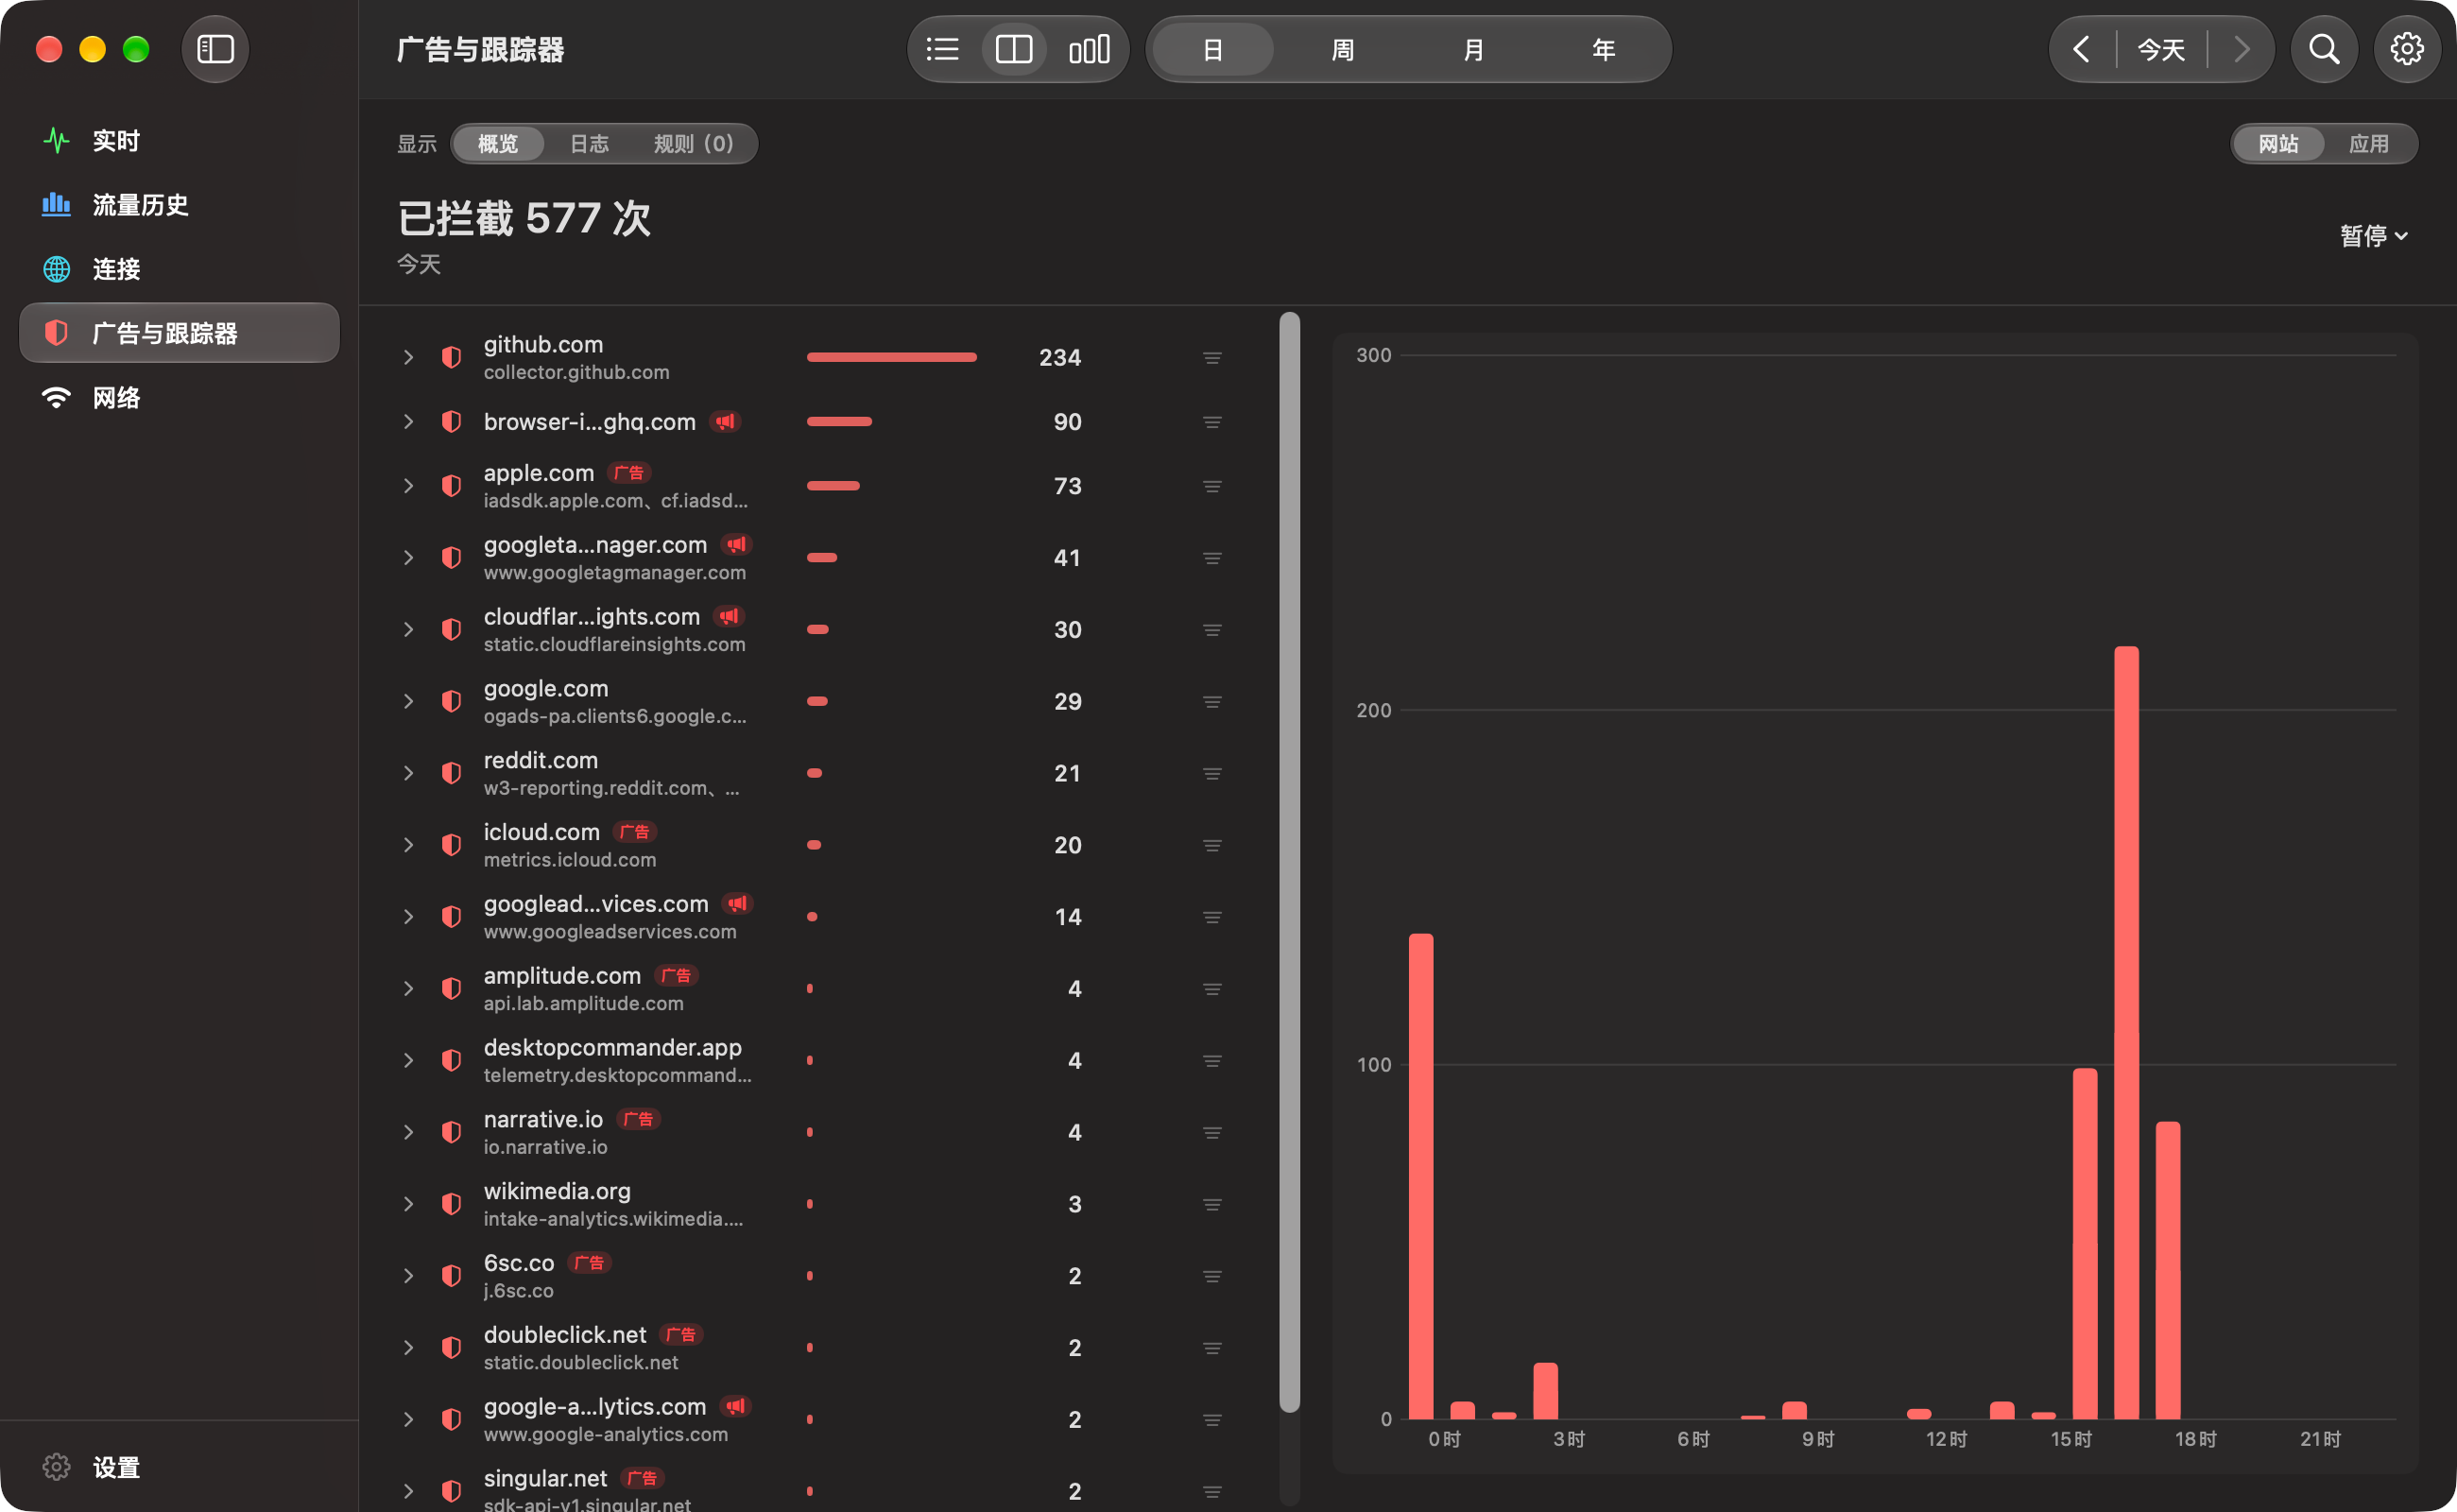 广告与跟踪器
日 周 月 年
今天
实时
流量历史
连接
广告与跟踪器
网络
设置
显示 概览 日志 规则（0）
网站 应用
已拦截 577 次
今天
暂停
github.com 234
collector.github.com
browser-i...ghq.com 90
apple.com 广告 73
iadsdk.apple.com、cf.iadsd...
googleta...nager.com 41
www.googletagmanager.com
cloudflar...ights.com 30
static.cloudflareinsights.com
google.com 29
ogads-pa.clients6.google.c...
reddit.com 21
w3-reporting.reddit.com、...
icloud.com 广告 20
metrics.icloud.com
googlead...vices.com 14
www.googleadservices.com
amplitude.com 广告 4
api.lab.amplitude.com
desktopcommander.app 4
telemetry.desktopcommand...
narrative.io 广告 4
io.narrative.io
wikimedia.org 3
intake-analytics.wikimedia....
6sc.co 广告 2
j.6sc.co
doubleclick.net 广告 2
static.doubleclick.net
google-a...lytics.com 2
www.google-analytics.com
singular.net 广告 2
sdk-api-v1.singular.net
300
200
100
0
0时 3时 6时 9时 12时 15时 18时 21时